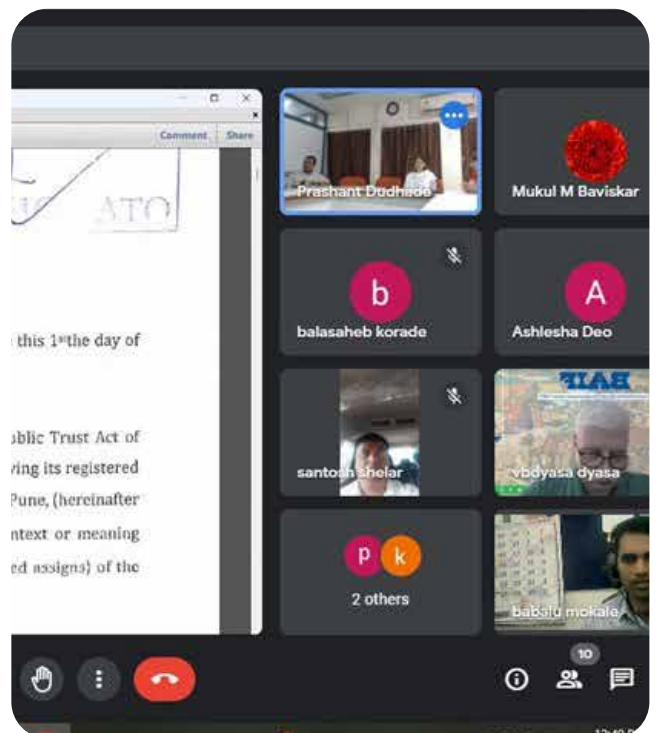 Comment Share
ATO
this 1stthe day of
ublic Trust Act of
ving its registered
Pune, (hereinafter
ntext or meaning
ed assigns) of the
Prashant Dudhade
Mukul M Baviskar
b
balasaheb korade
A
Ashlesha Deo
santosh shelar
BAIF
vbdyasa dyasa
p k
2 others
babalu mokale
10